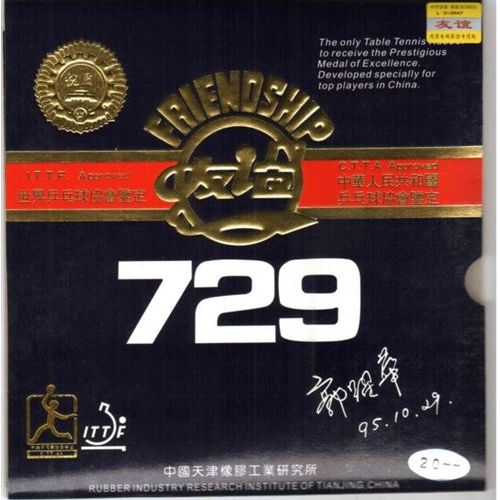 L 213947
友谊
The only Table Tennis
to receive the Prestigious
Medal of Excellence.
Developed specially for
top players in China.
FRIENDSHIP
友谊
I.T.T.F. Approved
世界乒乓球協會鑒定
C.T.T.A. Approved
中華人民共和國
乒乓球協會鑒定
729
95.10.29.
C.T.T.A.
ITTF
20--
中國天津橡膠工業研究所
RUBBER INDUSTRY RESEARCH INSTITUTE OF TIANJING,CHINA